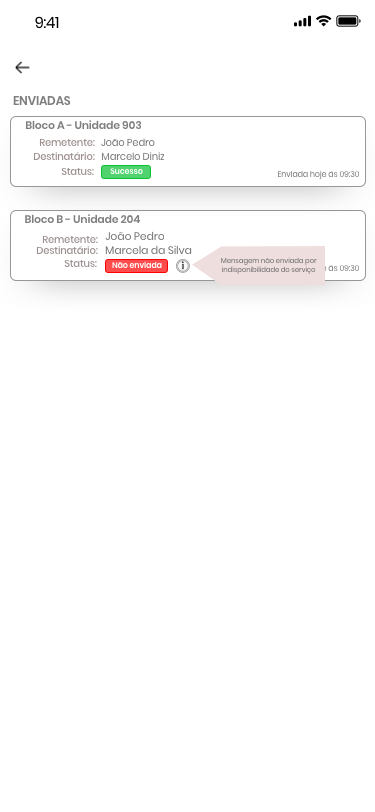 9:41
ENVIADAS
Bloco A - Unidade 903
Remetente: João Pedro
Destinatário: Marcelo Diniz
Status: Sucesso
Enviada hoje ás 09:30
Bloco B - Unidade 204
Remetente: João Pedro
Destinatário: Marcela da Silva
Status: Não enviada
Mensagem não enviada por
indisponibilidade do serviço
ás 09:30